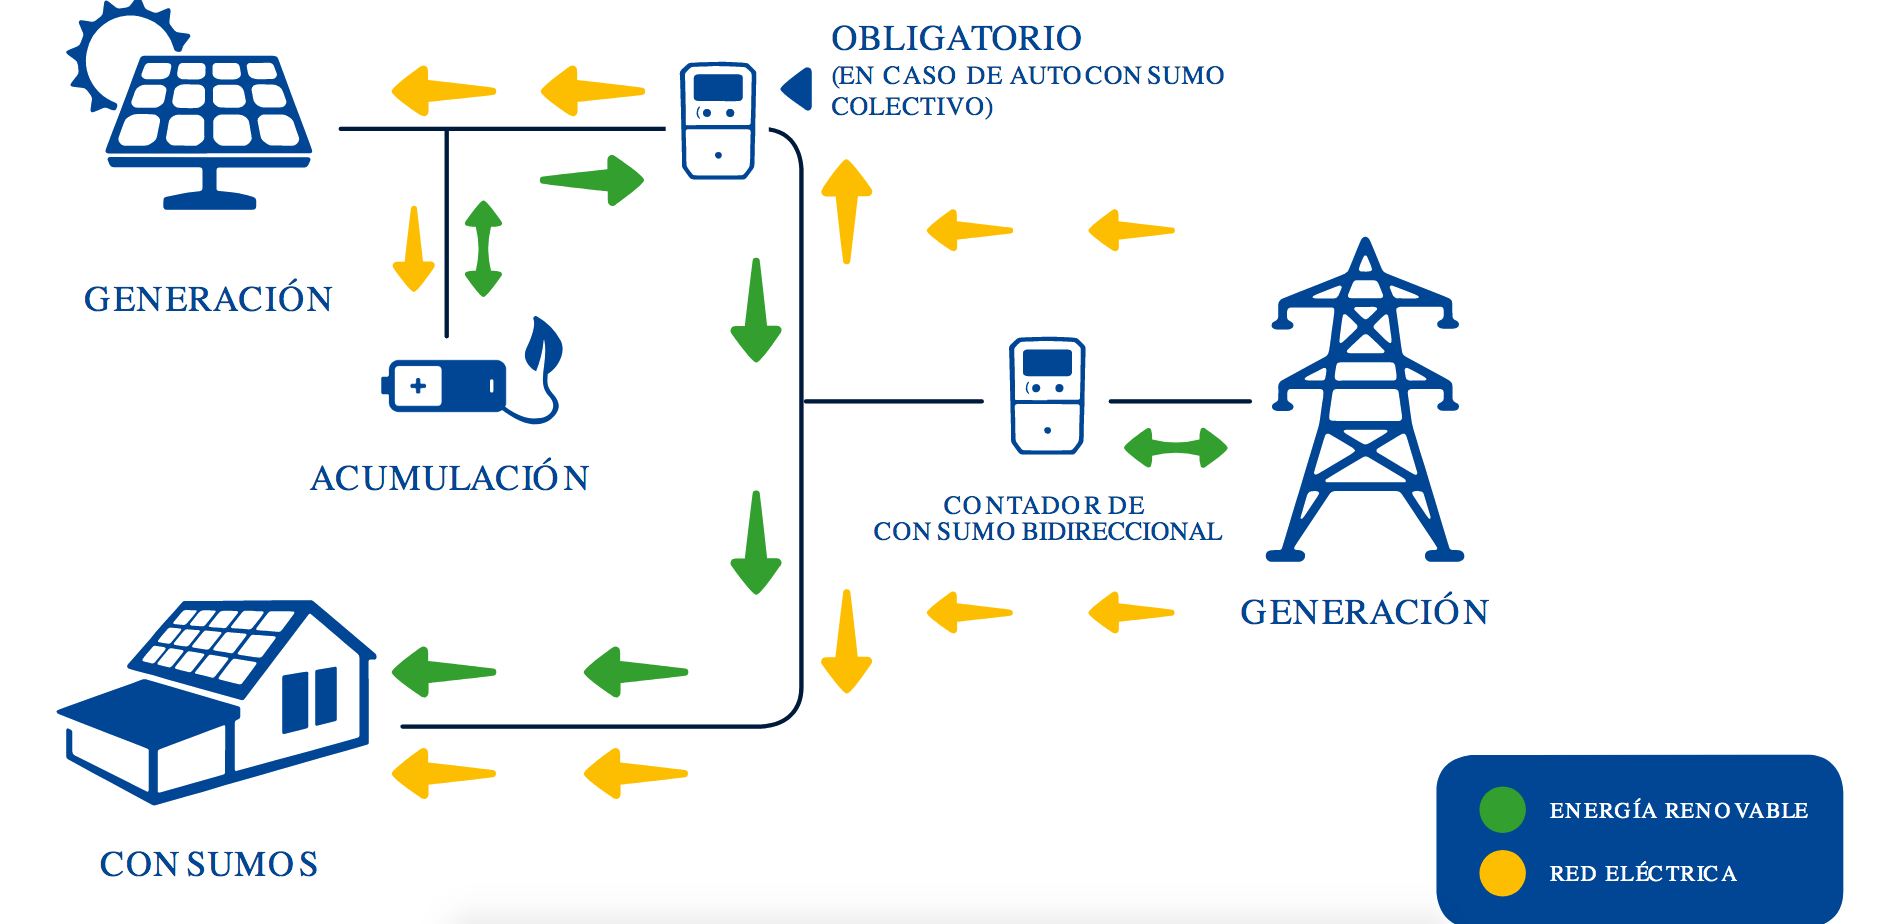 OBLIGATORIO
(EN CASO DE AUTOCONSUMO
COLECTIVO)
GENERACIÓN
ACUMULACIÓN
CONTADOR DE
CONSUMO BIDIRECCIONAL
GENERACIÓN
CONSUMOS
ENERGÍA RENOVABLE
RED ELÉCTRICA